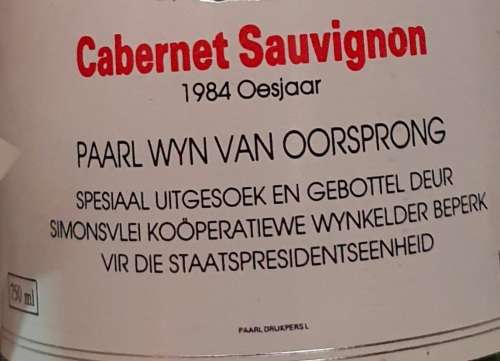 Cabernet Sauvignon
1984 Oesjaar
PAARL WYN VAN OORSPRONG
SPESIAAL UITGESOEK EN GEBOTTEL DEUR
SIMONSVLEI KOÖPERATIEWE WYNKELDER BEPERK
VIR DIE STAATSPRESIDENTSEENHEID
750 ml
PAARL DRUKPERS L